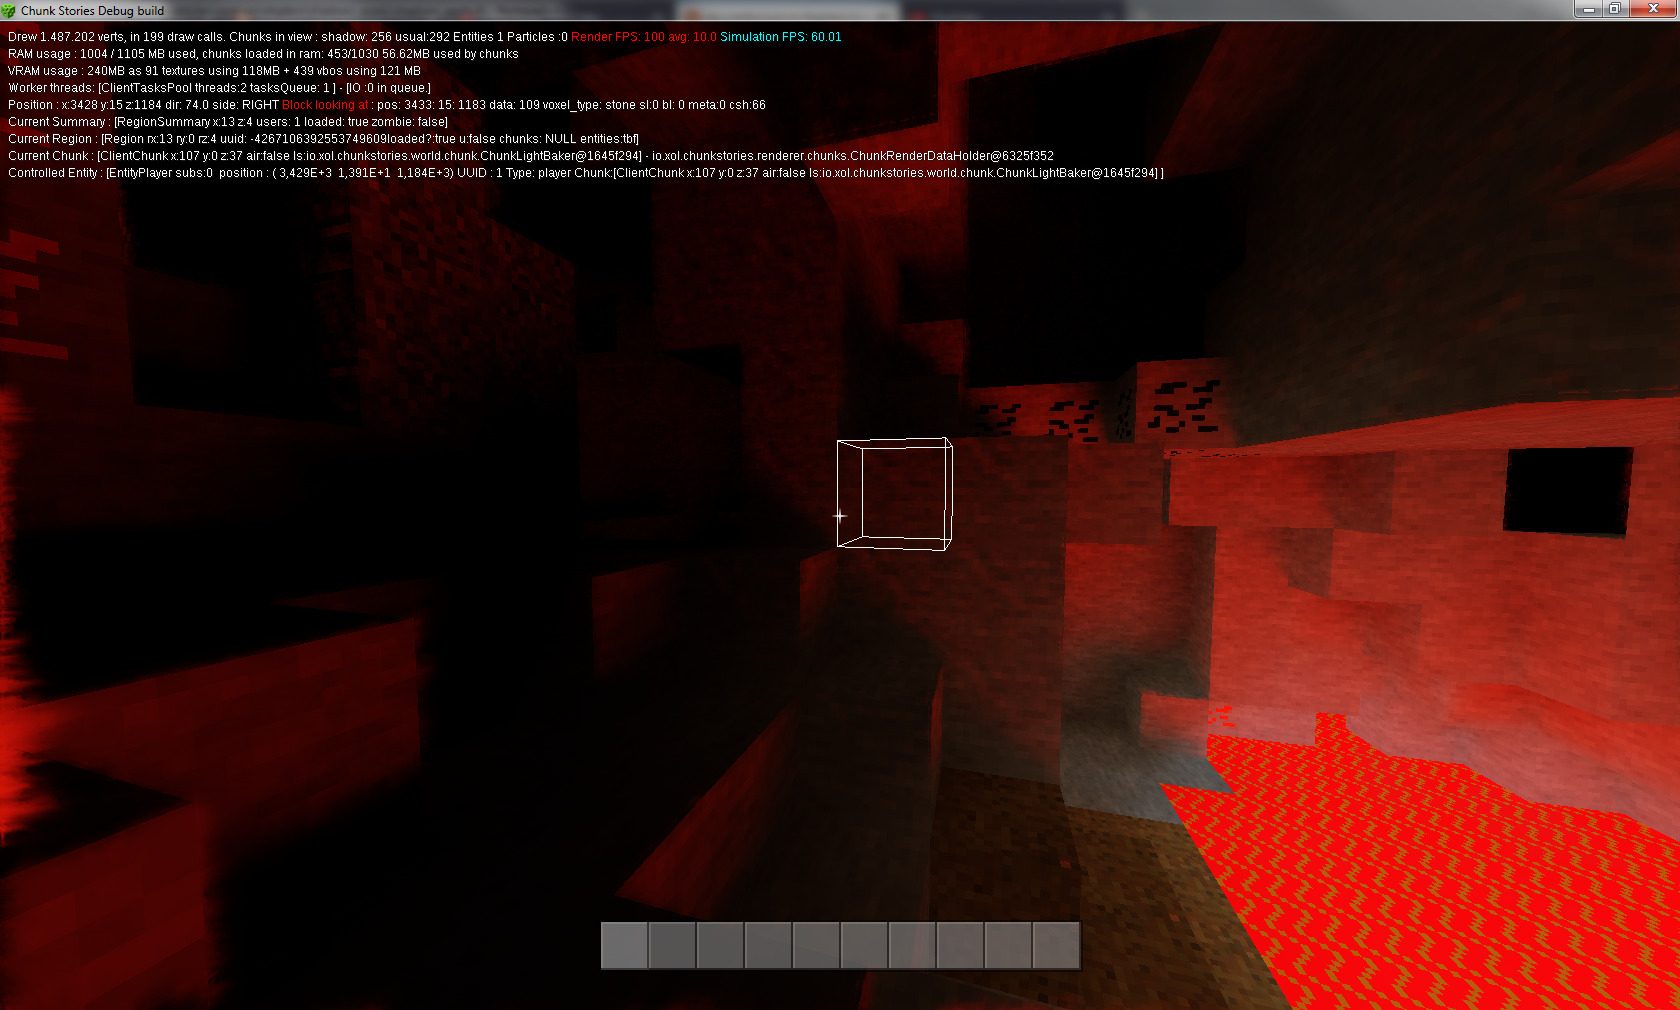 Chunk Stories Debug build
Drew 1.487.202 verts, in 199 draw calls. Chunks in view : shadow: 256 usual:292 Entities 1 Particles :0 Render FPS: 100 avg: 10.0 Simulation FPS: 60.01
RAM usage : 1004 / 1105 MB used, chunks loaded in ram: 453/1030 56.62MB used by chunks
VRAM usage : 240MB as 91 textures using 118MB + 439 vbos using 121 MB
Worker threads: [ClientTasksPool threads:2 tasksQueue: 1 ] - [IO :0 in queue.]
Position : x:3428 y:15 z:1184 dir: 74.0 side: RIGHT Block looking at : pos: 3433: 15: 1183 data: 109 voxel_type: stone sl:0 bl: 0 meta:0 csh:66
Current Summary : [RegionSummary x:13 z:4 users: 1 loaded: true zombie: false]
Current Region : [Region rx:13 ry:0 rz:4 uuid: -4267106392553749609loaded?:true u:false chunks: NULL entities:tbf]
Current Chunk : [ClientChunk x:107 y:0 z:37 air:false ls:io.xol.chunkstories.world.chunk.ChunkLightBaker@1645f294] - io.xol.chunkstories.renderer.chunks.ChunkRenderDataHolder@6325f352
Controlled Entity : [EntityPlayer subs:0 position : ( 3,429E+3 1,391E+1 1,184E+3) UUID : 1 Type: player Chunk:[ClientChunk x:107 y:0 z:37 air:false ls:io.xol.chunkstories.world.chunk.ChunkLightBaker@1645f294] ]